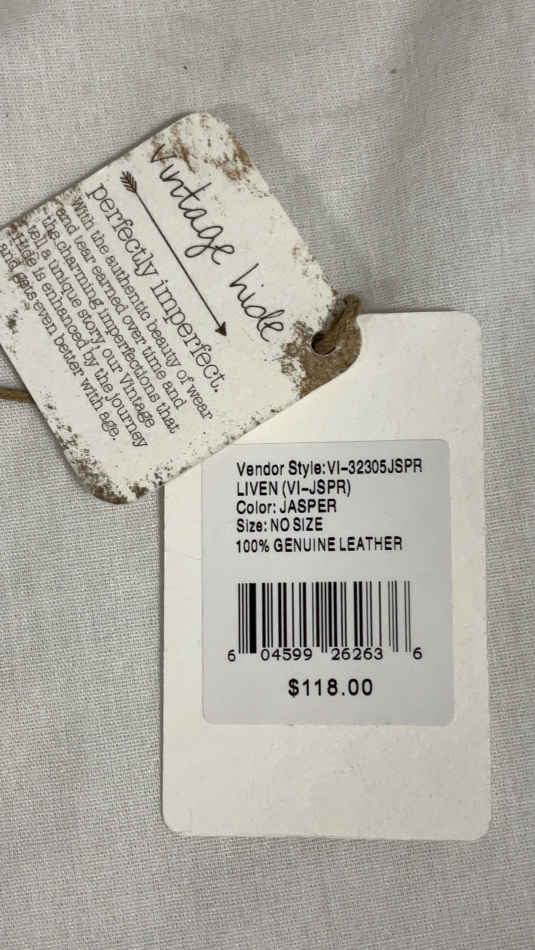 vintage hide
perfectly imperfect.
With the authentic beauty of wear
and tear earned over time and
the charming imperfections that
tell a unique story, our Vintage
Hide is enhanced by the journey
and gets even better with age.
Vendor Style:VI-32305JSPR
LIVEN (VI-JSPR)
Color: JASPER
Size: NO SIZE
100% GENUINE LEATHER
6 04599 26263 6
$118.00